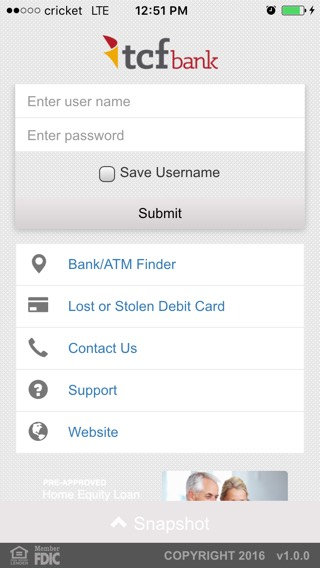 cricket LTE 12:51 PM
tcfbank
Enter user name
Enter password
Save Username
Submit
Bank/ATM Finder
Lost or Stolen Debit Card
Contact Us
Support
Website
PRE-APPROVED
Home Equity Loan
Snapshot
Member
FDIC
COPYRIGHT 2016 v1.0.0